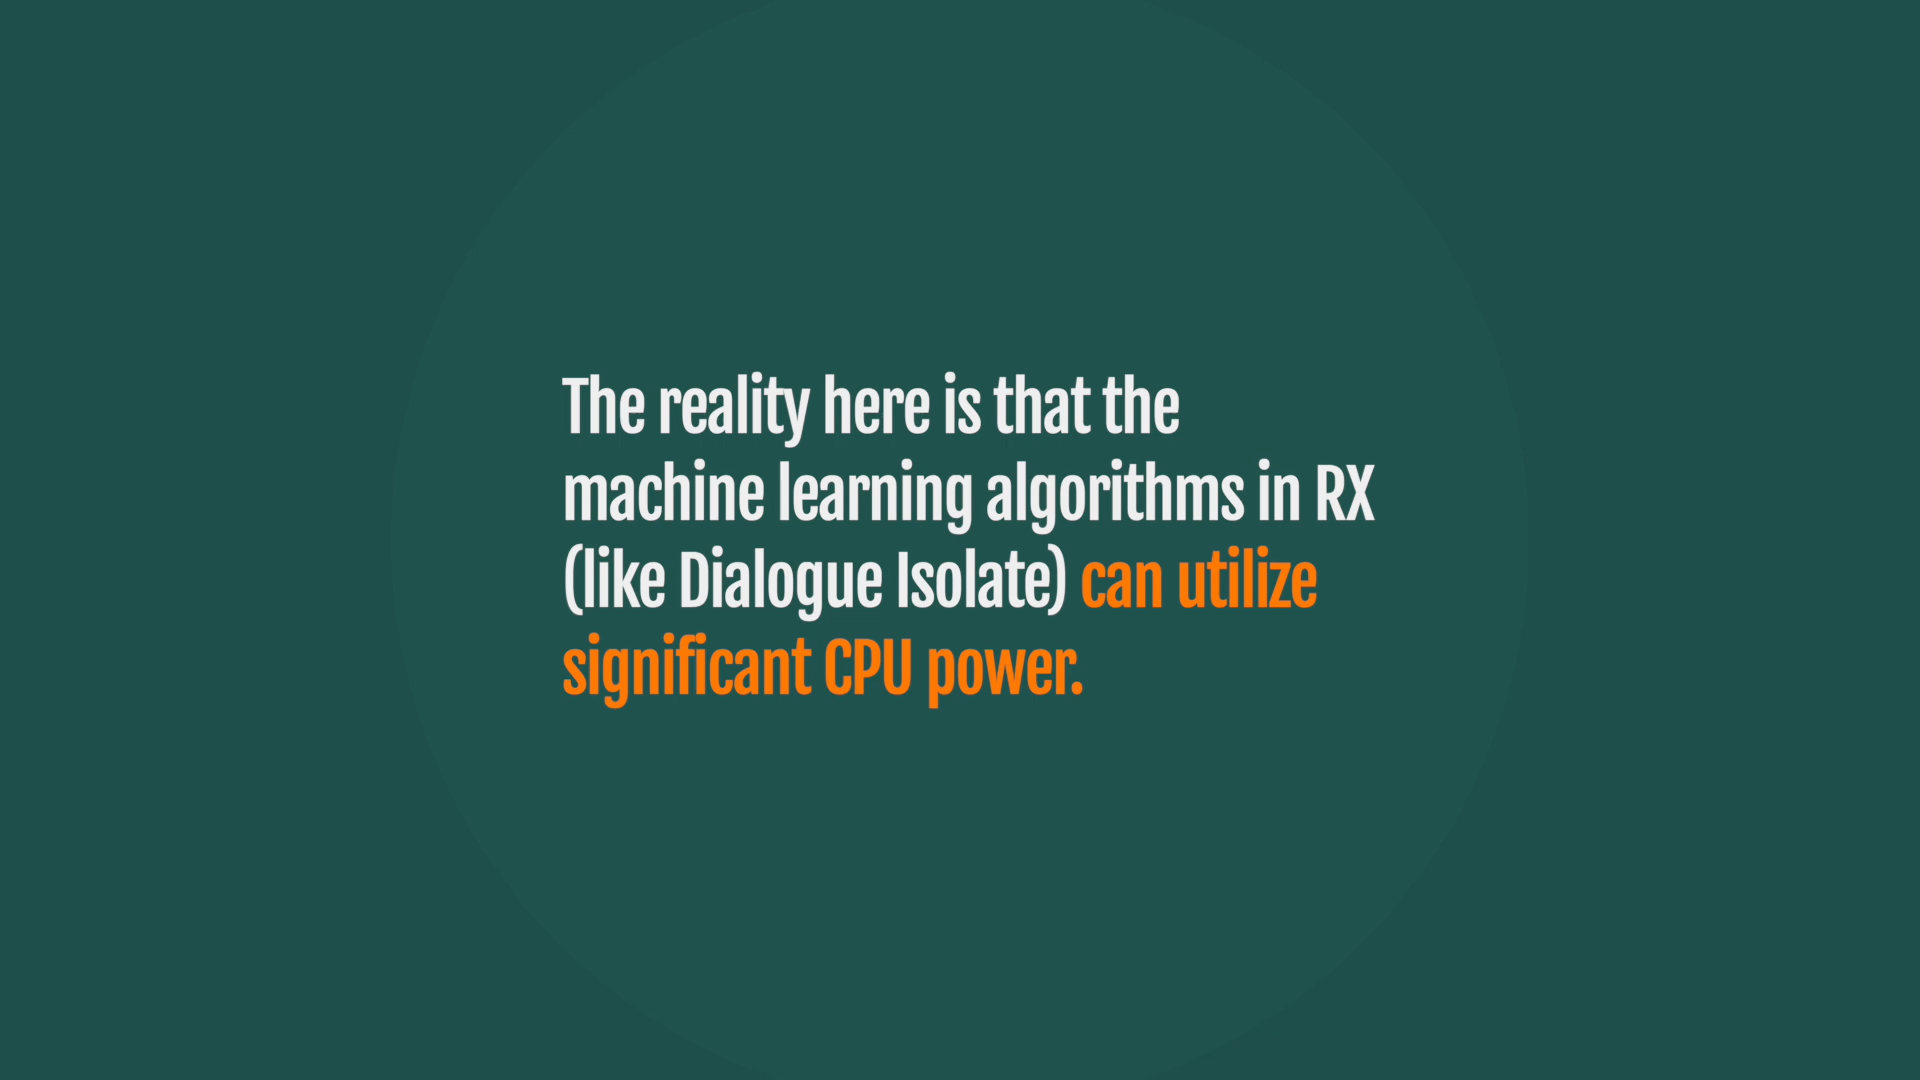 The reality here is that the
machine learning algorithms in RX
(like Dialogue Isolate) can utilize
significant CPU power.